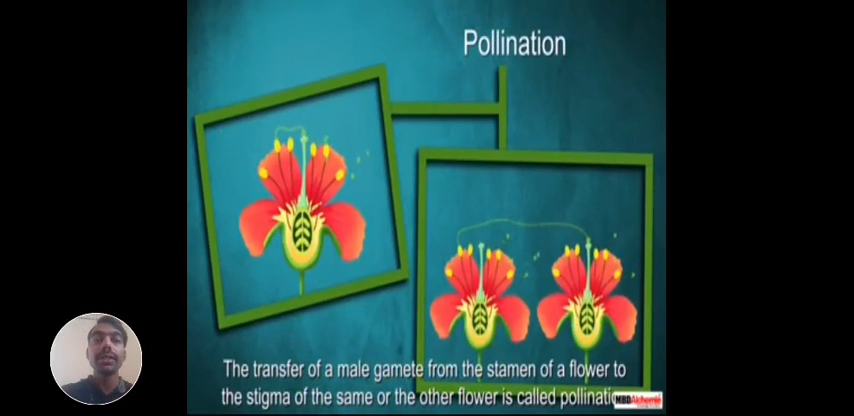 Pollination
The transfer of a male gamete from the stamen of a flower to
the stigma of the same or the other flower is called
MBD Alchemie